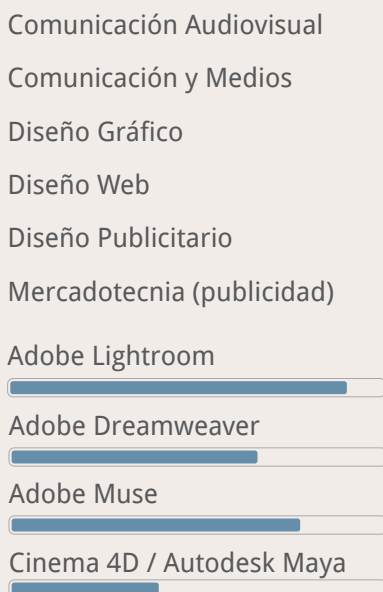 Comunicación Audiovisual
Comunicación y Medios
Diseño Gráfico
Diseño Web
Diseño Publicitario
Mercadotecnia (publicidad)
Adobe Lightroom
Adobe Dreamweaver
Adobe Muse
Cinema 4D / Autodesk Maya